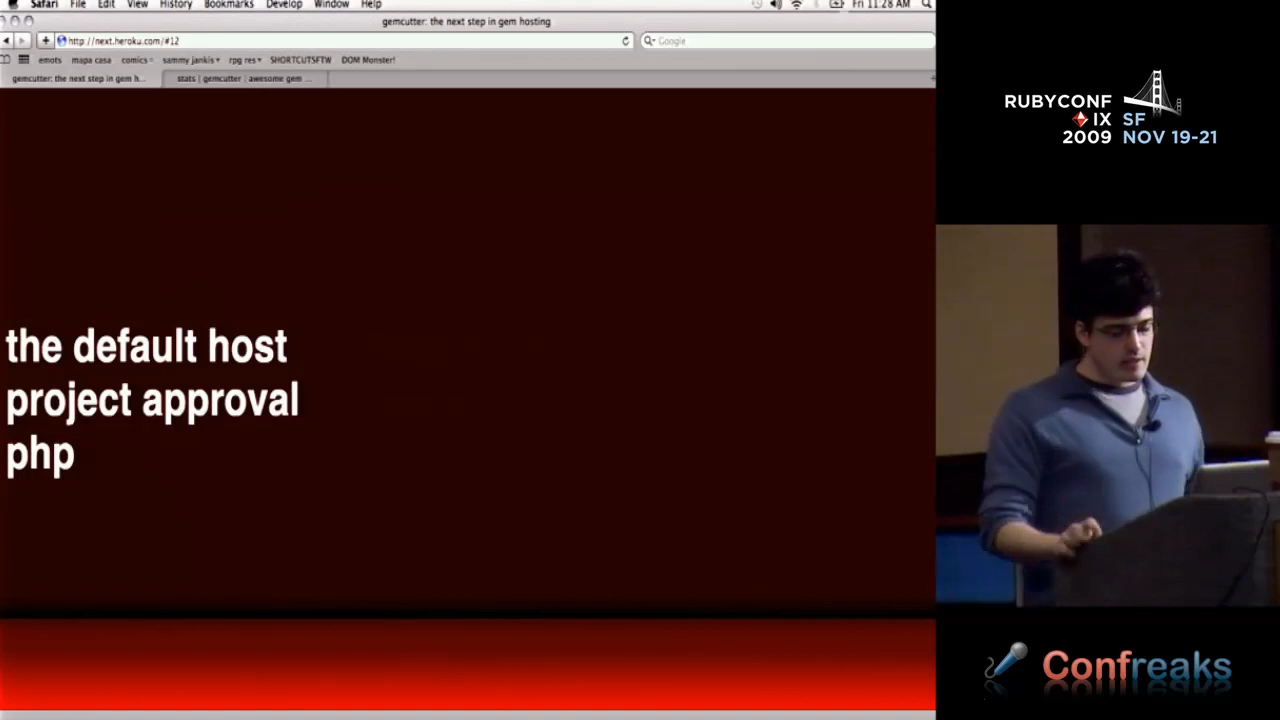 Safari File Edit View History Bookmarks Develop Window Help Fri 11:28 AM
gemcutter: the next step in gem hosting
http://next.heroku.com/#12 Google
emots mapa casa comics sammy jankis rpg res SHORTCUTSFTW DOM Monster!
gemcutter: the next step in gem h... stats | gemcutter | awesome gem ...
the default host
project approval
php
RUBYCONF
IX SF
2009 NOV 19-21
Confreaks